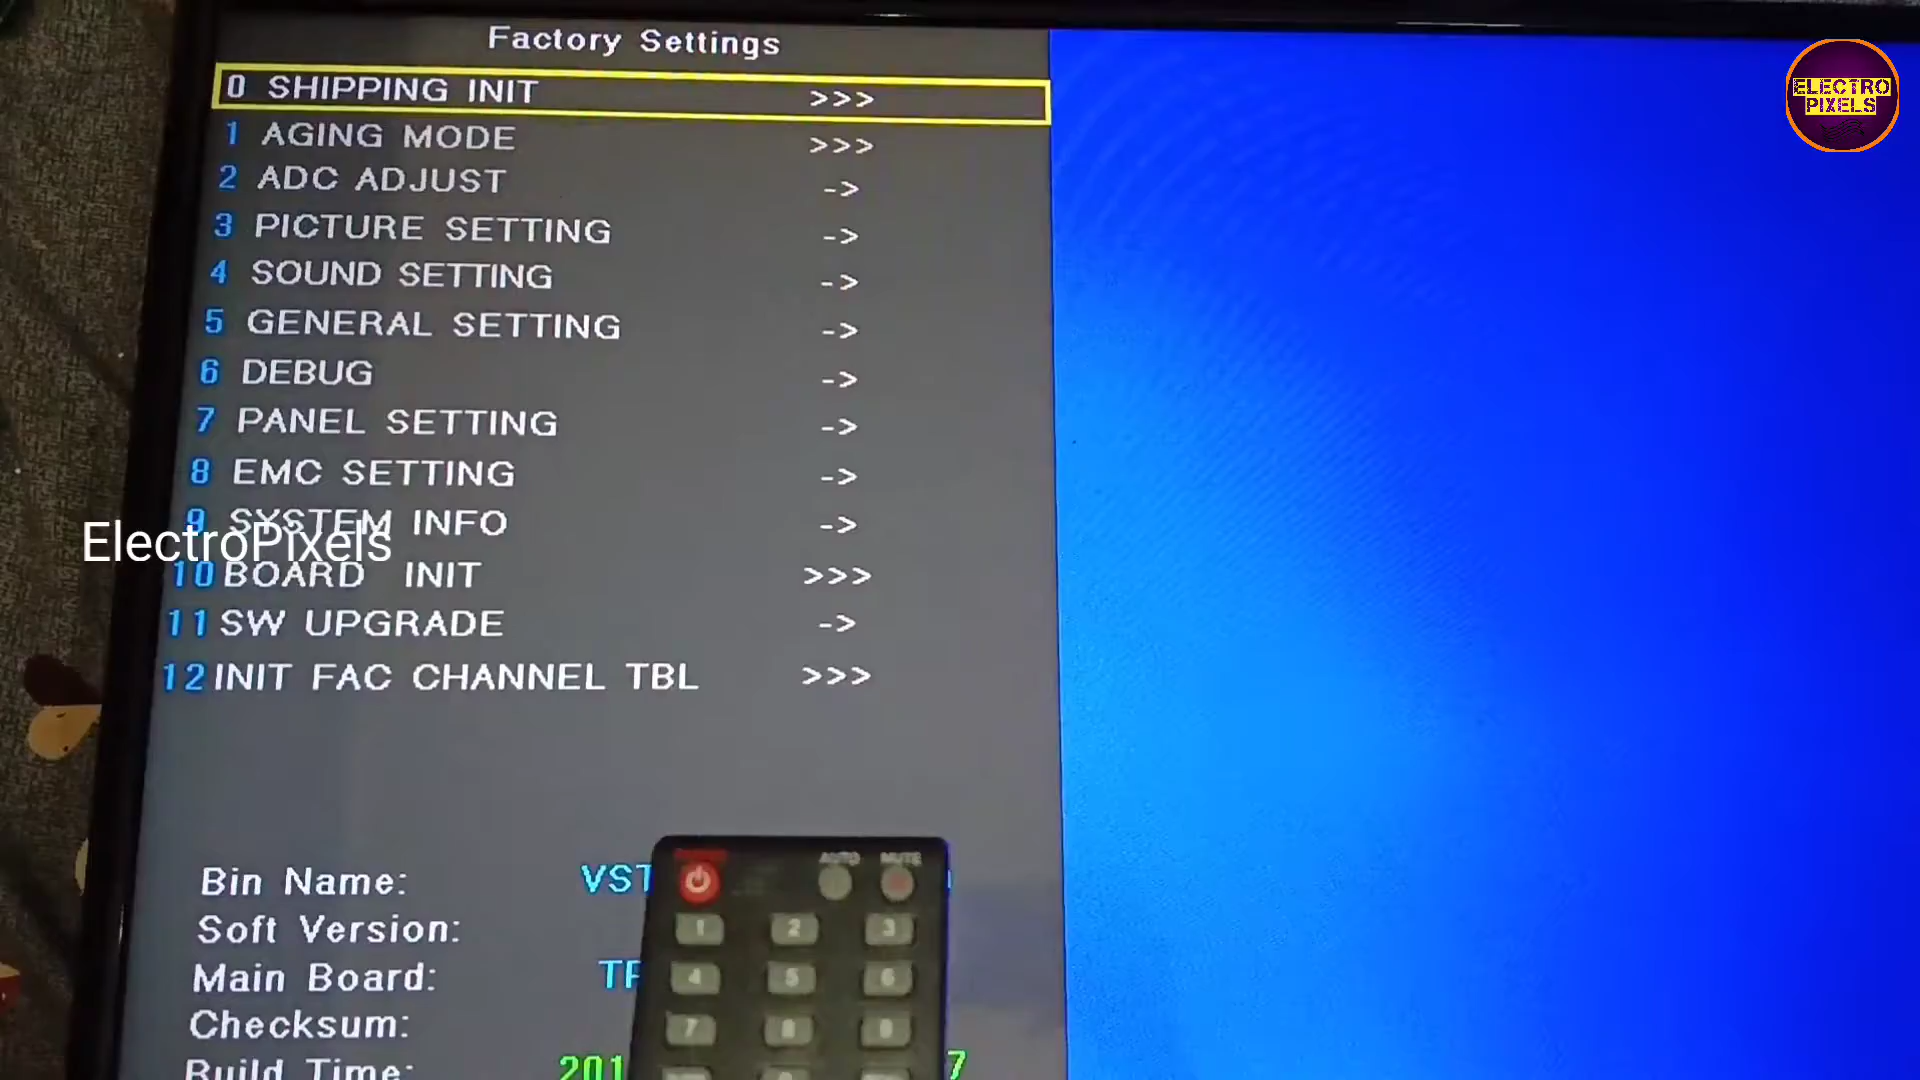 Factory Settings
0 SHIPPING INIT >>>
1 AGING MODE >>>
2 ADC ADJUST ->
3 PICTURE SETTING ->
4 SOUND SETTING ->
5 GENERAL SETTING ->
6 DEBUG ->
7 PANEL SETTING ->
8 EMC SETTING ->
9 SYSTEM INFO ->
10 BOARD INIT >>>
11 SW UPGRADE ->
12 INIT FAC CHANNEL TBL >>>
Bin Name: VST
Soft Version:
Main Board:
Checksum:
Build Time: 201 7
ElectroPixels
ELECTRO
PIXELS
AUTO MUTE
1 2 3
4 5 6
7 8 9